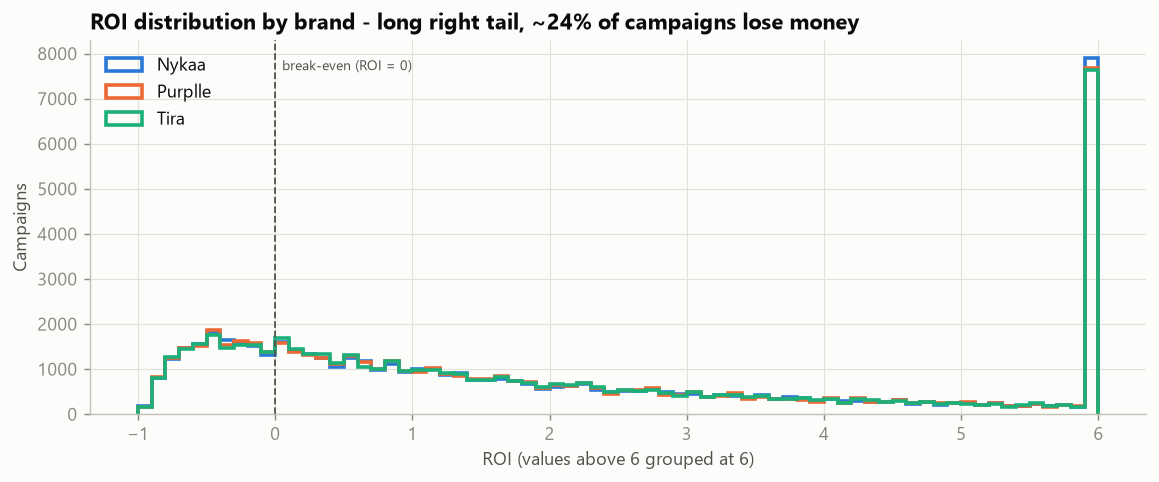 ROI distribution by brand - long right tail, ~24% of campaigns lose money
Nykaa
Purplle
Tira
break-even (ROI = 0)
Campaigns
8000
7000
6000
5000
4000
3000
2000
1000
0
−1 0 1 2 3 4 5 6
ROI (values above 6 grouped at 6)